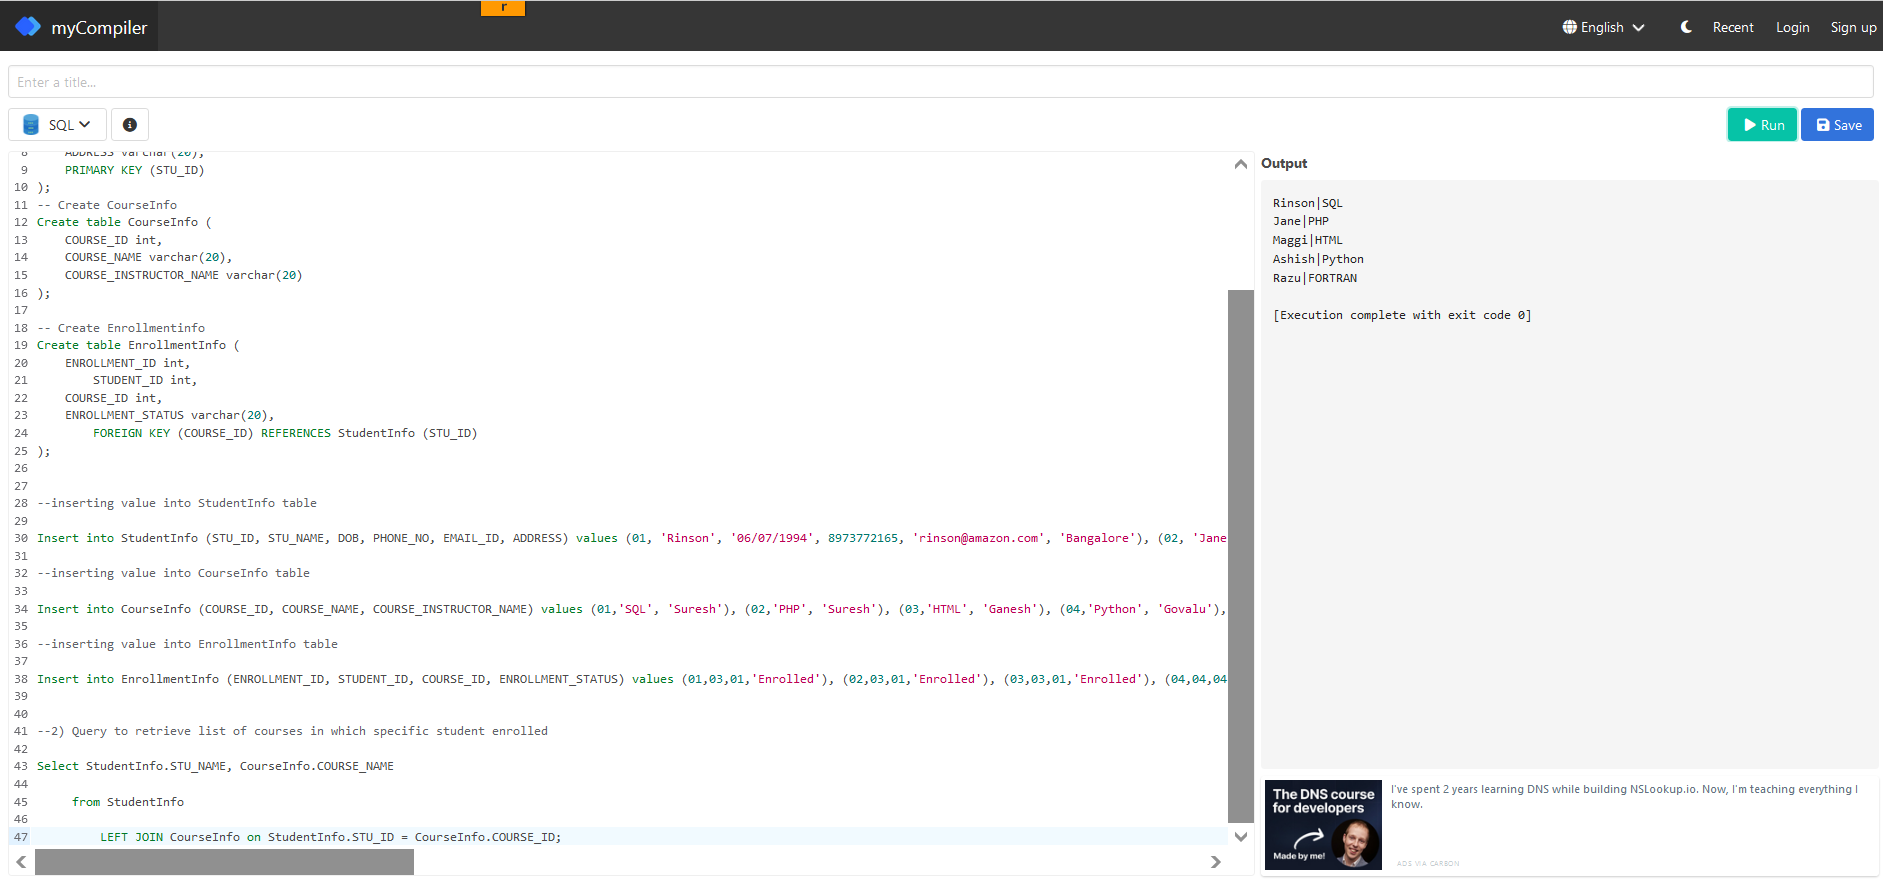 r
myCompiler
English
Recent
Login
Sign up
Enter a title...
SQL
Run
Save
8 ADDRESS varchar(20),
9 PRIMARY KEY (STU_ID)
10 );
11 -- Create CourseInfo
12 Create table CourseInfo (
13 COURSE_ID int,
14 COURSE_NAME varchar(20),
15 COURSE_INSTRUCTOR_NAME varchar(20)
16 );
17
18 -- Create Enrollmentinfo
19 Create table EnrollmentInfo (
20 ENROLLMENT_ID int,
21 STUDENT_ID int,
22 COURSE_ID int,
23 ENROLLMENT_STATUS varchar(20),
24 FOREIGN KEY (COURSE_ID) REFERENCES StudentInfo (STU_ID)
25 );
26
27
28 --inserting value into StudentInfo table
29
30 Insert into StudentInfo (STU_ID, STU_NAME, DOB, PHONE_NO, EMAIL_ID, ADDRESS) values (01, 'Rinson', '06/07/1994', 8973772165, 'rinson@amazon.com', 'Bangalore'), (02, 'Jane
31
32 --inserting value into CourseInfo table
33
34 Insert into CourseInfo (COURSE_ID, COURSE_NAME, COURSE_INSTRUCTOR_NAME) values (01,'SQL', 'Suresh'), (02,'PHP', 'Suresh'), (03,'HTML', 'Ganesh'), (04,'Python', 'Govalu'),
35
36 --inserting value into EnrollmentInfo table
37
38 Insert into EnrollmentInfo (ENROLLMENT_ID, STUDENT_ID, COURSE_ID, ENROLLMENT_STATUS) values (01,03,01,'Enrolled'), (02,03,01,'Enrolled'), (03,03,01,'Enrolled'), (04,04,04
39
40
41 --2) Query to retrieve list of courses in which specific student enrolled
42
43 Select StudentInfo.STU_NAME, CourseInfo.COURSE_NAME
44
45 from StudentInfo
46
47 LEFT JOIN CourseInfo on StudentInfo.STU_ID = CourseInfo.COURSE_ID;
Output
Rinson|SQL
Jane|PHP
Maggi|HTML
Ashish|Python
Razu|FORTRAN
[Execution complete with exit code 0]
The DNS course
for developers
Made by me!
I've spent 2 years learning DNS while building NSLookup.io. Now, I'm teaching everything I
know.
ADS VIA CARBON